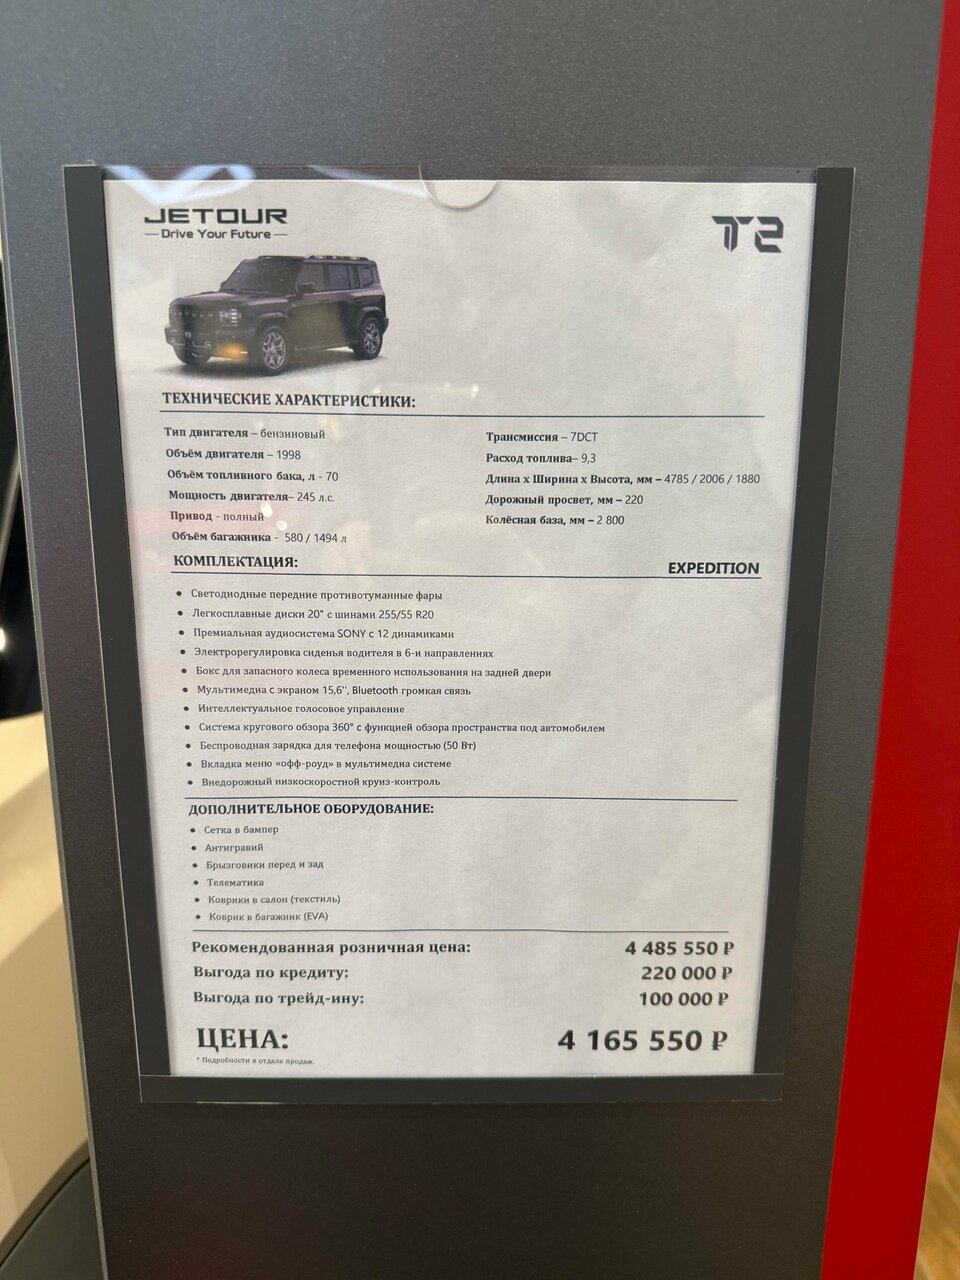 JETOUR
Drive Your Future
T2
ТЕХНИЧЕСКИЕ ХАРАКТЕРИСТИКИ:
Тип двигателя – бензиновый
Объём двигателя – 1998
Объём топливного бака, л - 70
Мощность двигателя– 245 л.с.
Привод - полный
Объём багажника - 580 / 1494 л
Трансмиссия – 7DCT
Расход топлива– 9,3
Длина х Ширина х Высота, мм – 4785 / 2006 / 1880
Дорожный просвет, мм – 220
Колёсная база, мм – 2 800
КОМПЛЕКТАЦИЯ:
EXPEDITION
• Светодиодные передние противотуманные фары
• Легкосплавные диски 20" с шинами 255/55 R20
• Премиальная аудиосистема SONY с 12 динамиками
• Электрорегулировка сиденья водителя в 6-и направлениях
• Бокс для запасного колеса временного использования на задней двери
• Мультимедиа с экраном 15,6'', Bluetooth громкая связь
• Интеллектуальное голосовое управление
• Система кругового обзора 360° с функцией обзора пространства под автомобилем
• Беспроводная зарядка для телефона мощностью (50 Вт)
• Вкладка меню «офф-роуд» в мультимедиа системе
• Внедорожный низкоскоростной круиз-контроль
ДОПОЛНИТЕЛЬНОЕ ОБОРУДОВАНИЕ:
• Сетка в бампер
• Антигравий
• Брызговики перед и зад
• Телематика
• Коврики в салон (текстиль)
• Коврик в багажник (EVA)
Рекомендованная розничная цена: 4 485 550 ₽
Выгода по кредиту: 220 000 ₽
Выгода по трейд-ину: 100 000 ₽
ЦЕНА: 4 165 550 ₽
* Подробности в отделе продаж.